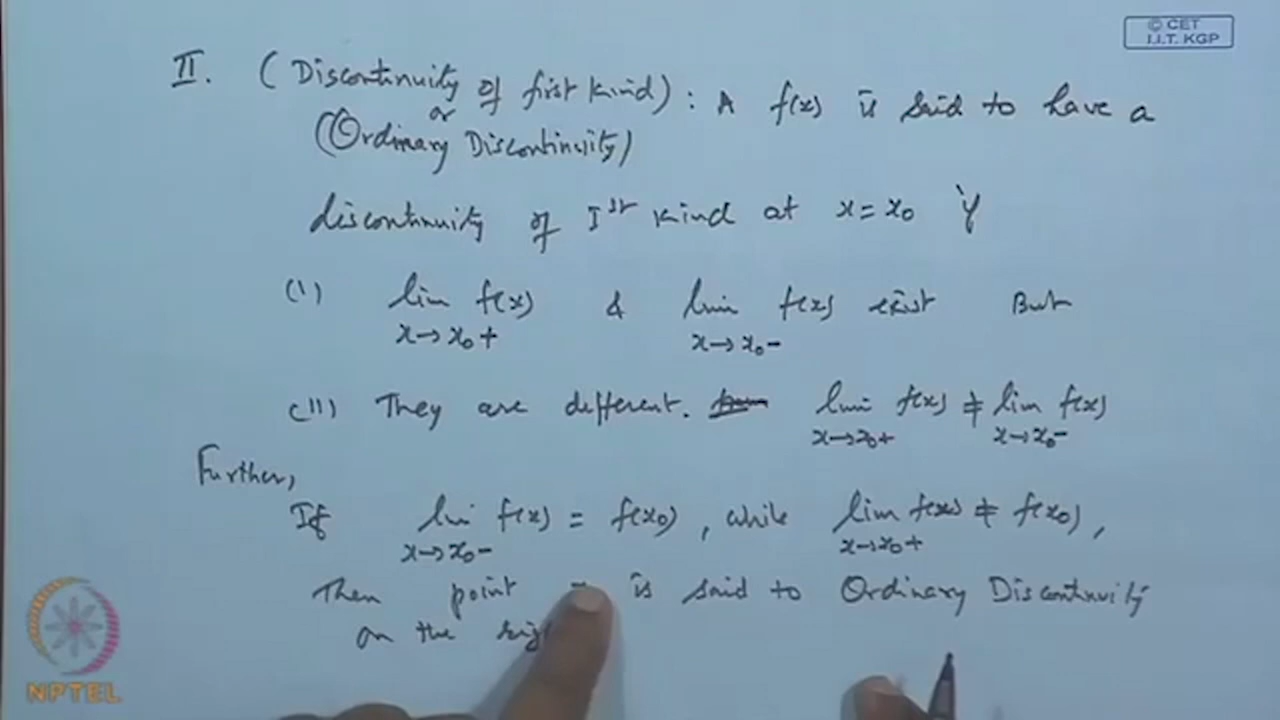 © CET
I.I.T. KGP
II. (Discontinuity of first kind) : A f(x) is said to have a
or
(Ordinary Discontinuity)
discontinuity of Ist kind at x = x₀ if
(i) lim f(x) & lim f(x) exist But
x→x₀+ x→x₀-
(ii) They are different. lim f(x) ≠ lim f(x)
x→x₀+ x→x₀-
Further,
If lim f(x) = f(x₀), while lim f(x) ≠ f(x₀),
x→x₀- x→x₀+
Then point is said to Ordinary Discontinuity
on the
NPTEL